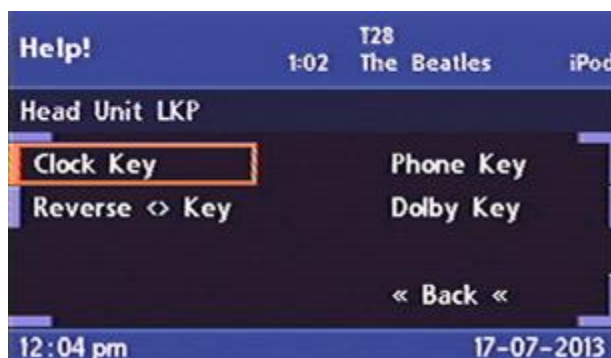 Help!
1:02
T28
The Beatles
iPod
Head Unit LKP
Clock Key
Phone Key
Reverse <> Key
Dolby Key
« Back «
12:04 pm
17-07-2013